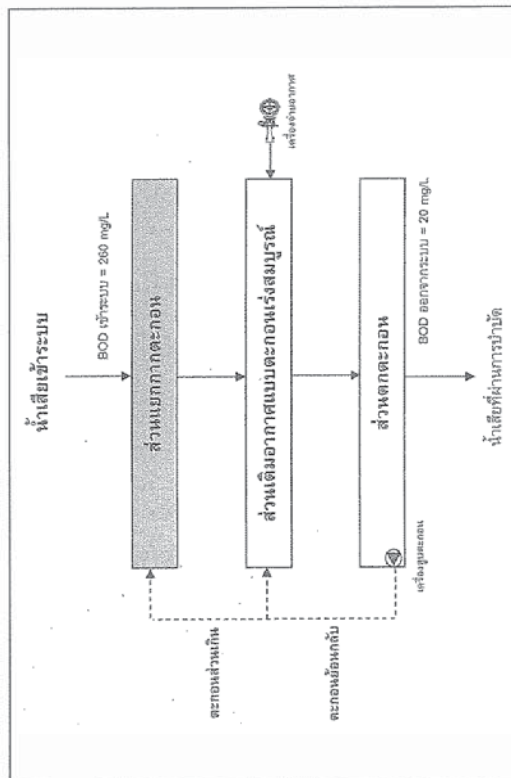 น้ำเสียเข้าระบบ
BOD เข้าระบบ = 260 mg/L
ส่วนแยกกากตะกอน
ส่วนเติมอากาศแบบตะกอนเร่งสมบูรณ์
เครื่องจ่ายอากาศ
ส่วนตกตะกอน
เครื่องสูบตะกอน
ตะกอนส่วนเกิน
ตะกอนย้อนกลับ
BOD ออกจากระบบ = 20 mg/L
น้ำเสียที่ผ่านการบำบัด